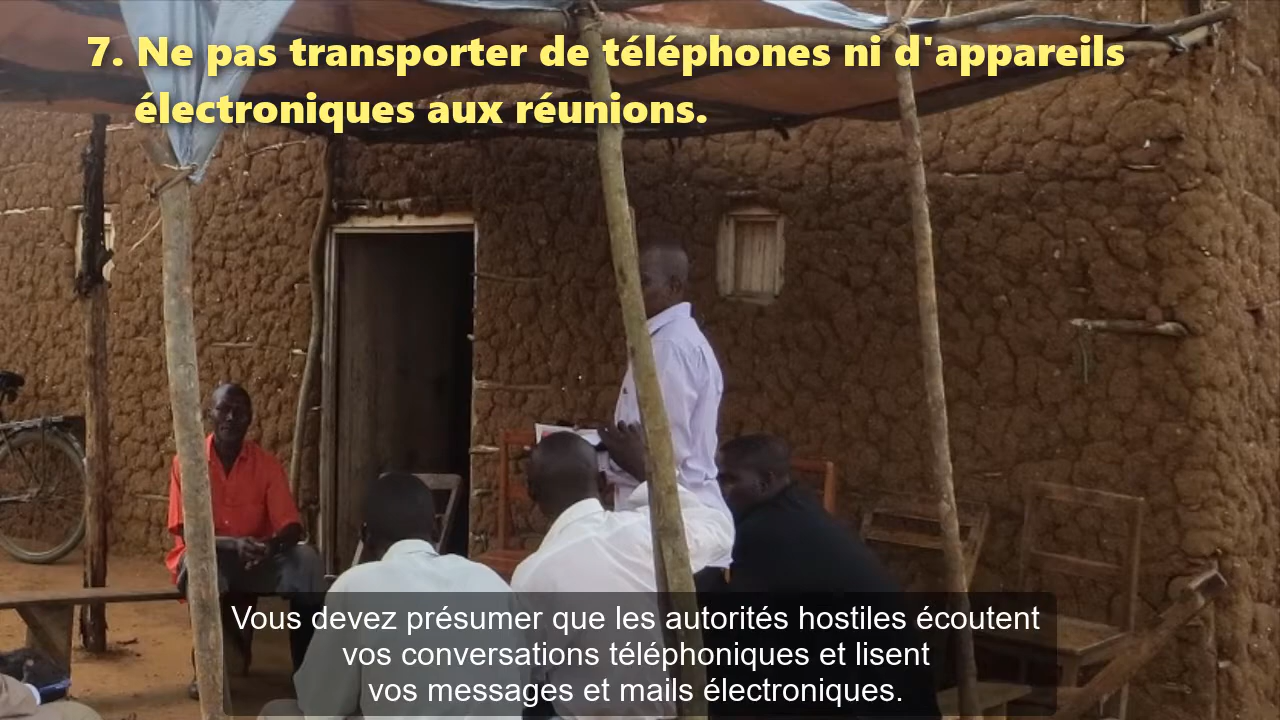 7. Ne pas transporter de téléphones ni d'appareils
électroniques aux réunions.
Vous devez présumer que les autorités hostiles écoutent
vos conversations téléphoniques et lisent
vos messages et mails électroniques.